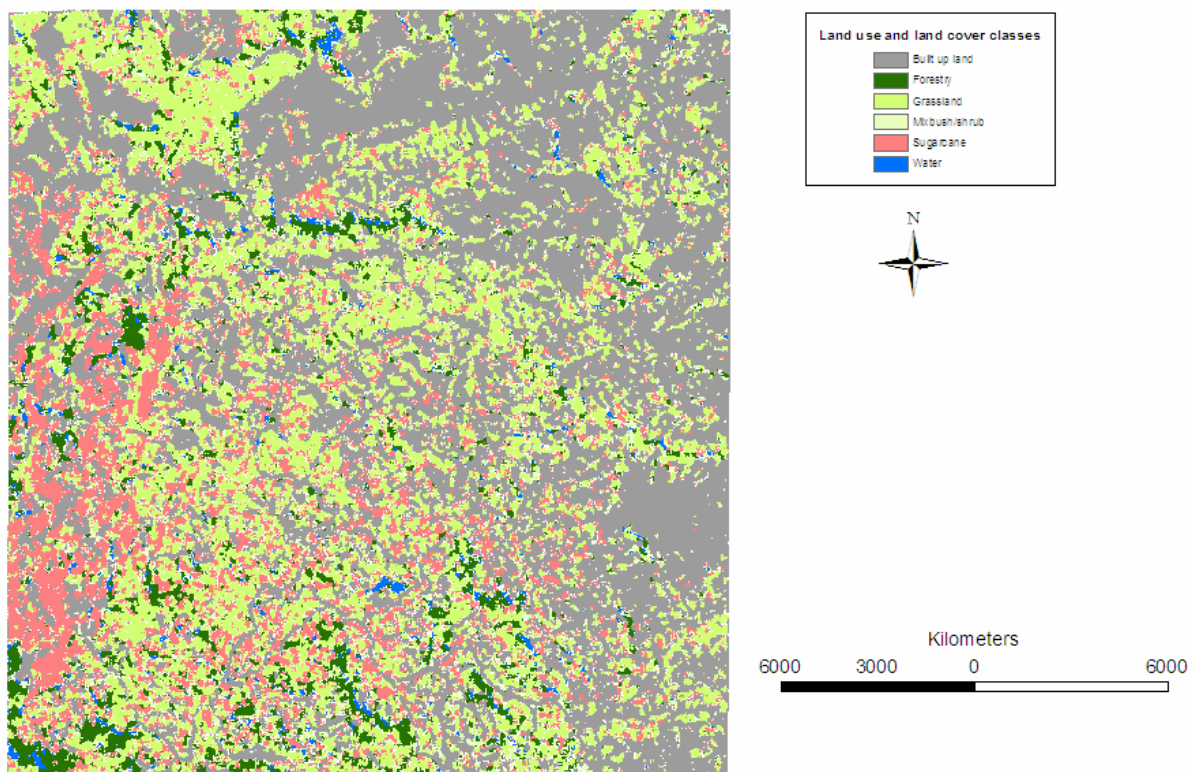 Land use and land cover classes
Built up land
Forestry
Grassland
Mixbush/shrub
Sugarcane
Water
N
Kilometers
6000 3000 0 6000